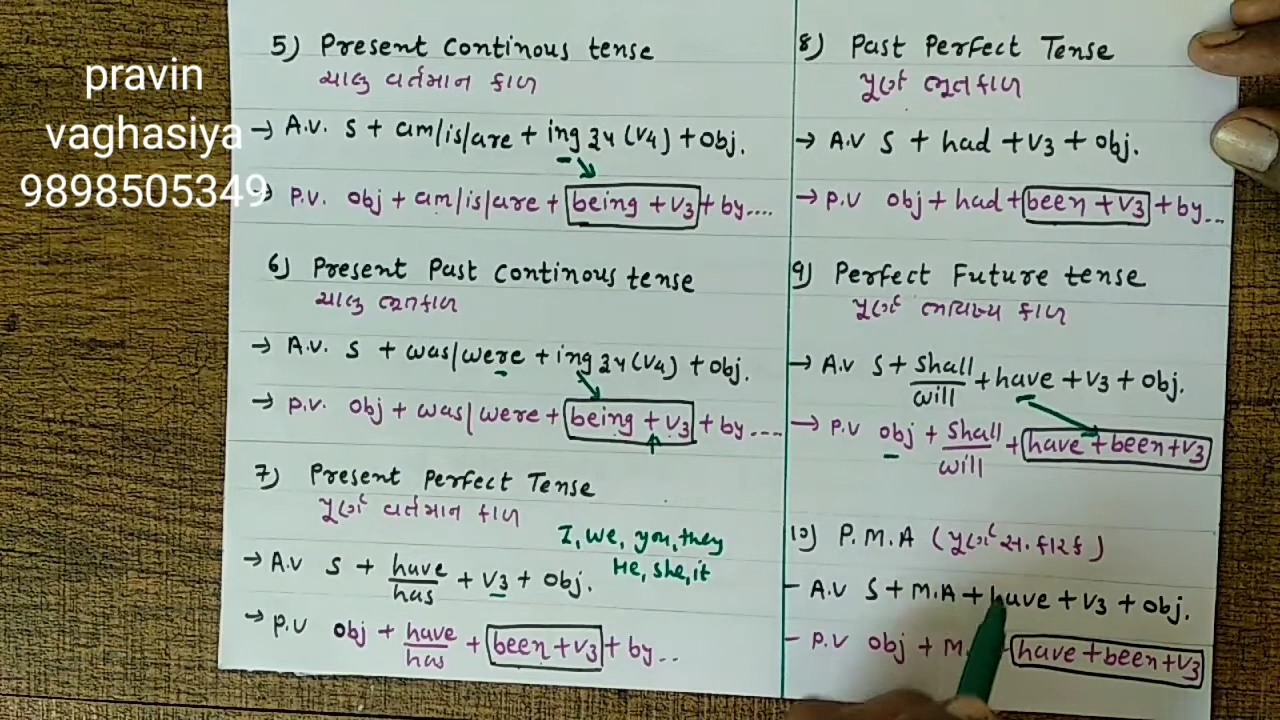 pravin
vaghasiya
9898505349
5) Present Continous tense
ચાલુ વર્તમાન કાળ
→ A.V. S + am/is/are + ing રૂપ (V4) + obj.
→ P.V. obj + am/is/are + being + V3 + by....
6) Present Past Continous tense
ચાલુ ભૂતકાળ
→ A.V. S + was/were + ing રૂપ (V4) + obj.
→ P.V. obj + was/were + being + V3 + by....
7) Present Perfect Tense
પૂર્ણ વર્તમાન કાળ
I, we, you, they
He, she, it
→ A.V S + have/has + V3 + obj.
→ P.V obj + have/has + been + V3 + by...
8) Past Perfect Tense
પૂર્ણ ભૂતકાળ
→ A.V S + had + V3 + obj.
→ P.V obj + had + been + V3 + by...
9) Perfect Future tense
પૂર્ણ ભવિષ્ય કાળ
→ A.V S + Shall/will + have + V3 + obj.
→ P.V obj + Shall/will + have + been + V3
10) P.M.A (પૂર્ણ સ. કારક)
- A.V S + M.A + have + V3 + obj.
- P.V obj + M. have + been + V3